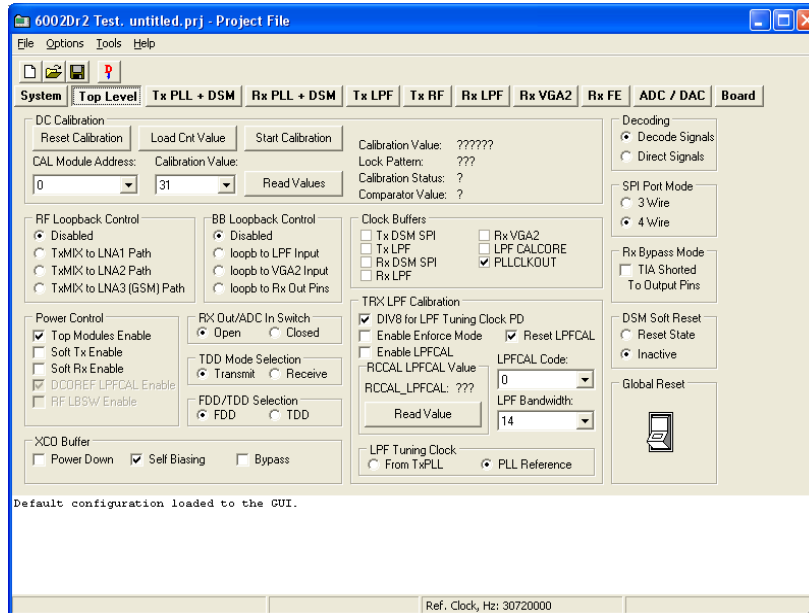 6002Dr2 Test. untitled.prj - Project File
File Options Tools Help
System Top Level Tx PLL + DSM Rx PLL + DSM Tx LPF Tx RF Rx LPF Rx VGA2 Rx FE ADC / DAC Board
DC Calibration
Reset Calibration Load Cnt Value Start Calibration
CAL Module Address: Calibration Value:
0 31 Read Values
Calibration Value: ??????
Lock Pattern: ???
Calibration Status: ?
Comparator Value: ?
Decoding
Decode Signals
Direct Signals
SPI Port Mode
3 Wire
4 Wire
RF Loopback Control
Disabled
TxMIX to LNA1 Path
TxMIX to LNA2 Path
TxMIX to LNA3 (GSM) Path
BB Loopback Control
Disabled
loopb to LPF Input
loopb to VGA2 Input
loopb to Rx Out Pins
Clock Buffers
Tx DSM SPI Rx VGA2
Tx LPF LPF CALCORE
Rx DSM SPI PLLCLKOUT
Rx LPF
Rx Bypass Mode
TIA Shorted
To Output Pins
Power Control
Top Modules Enable
Soft Tx Enable
Soft Rx Enable
DCOREF LPFCAL Enable
RF LBSW Enable
RX Out/ADC In Switch
Open Closed
TDD Mode Selection
Transmit Receive
FDD/TDD Selection
FDD TDD
TRX LPF Calibration
DIV8 for LPF Tuning Clock PD
Enable Enforce Mode Reset LPFCAL
Enable LPFCAL
RCCAL LPFCAL Value
RCCAL_LPFCAL: ???
Read Value
LPFCAL Code:
0
LPF Bandwidth:
14
LPF Tuning Clock
From TxPLL PLL Reference
DSM Soft Reset
Reset State
Inactive
Global Reset
XCO Buffer
Power Down Self Biasing Bypass
Default configuration loaded to the GUI.
Ref. Clock, Hz: 30720000